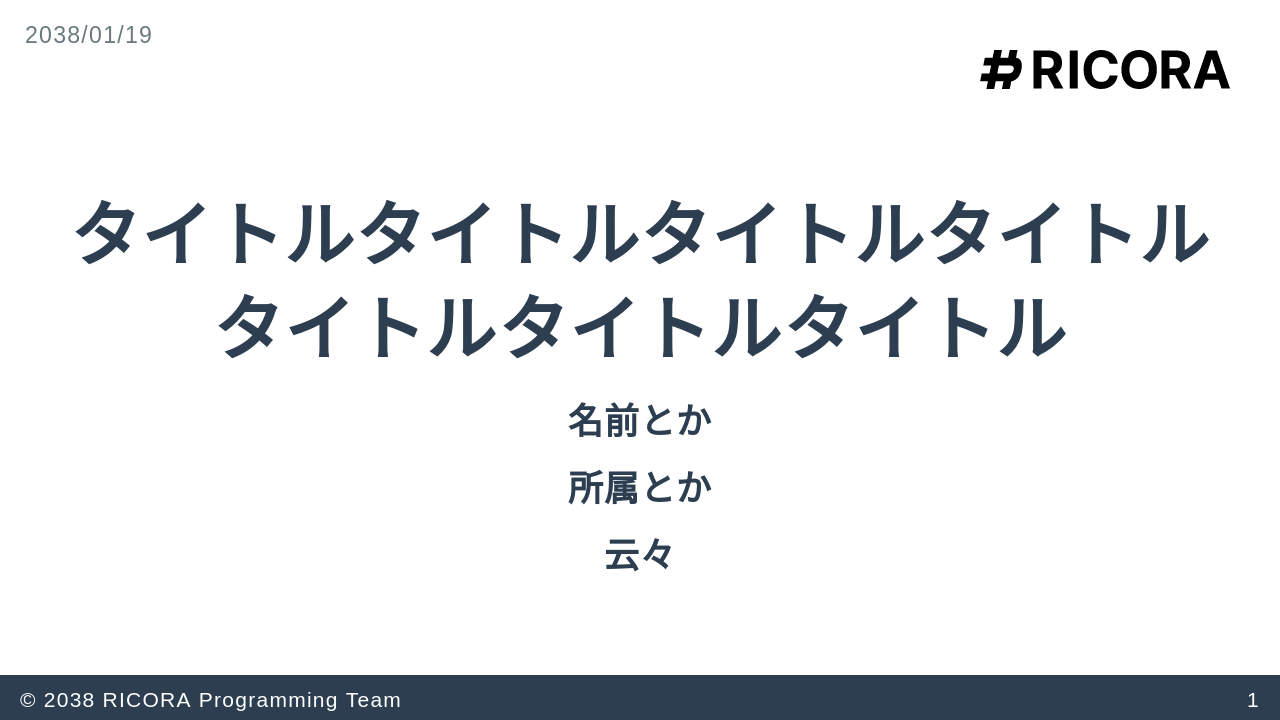 2038/01/19
RICORA
タイトルタイトルタイトルタイトル
タイトルタイトルタイトル
名前とか
所属とか
云々
© 2038 RICORA Programming Team
1